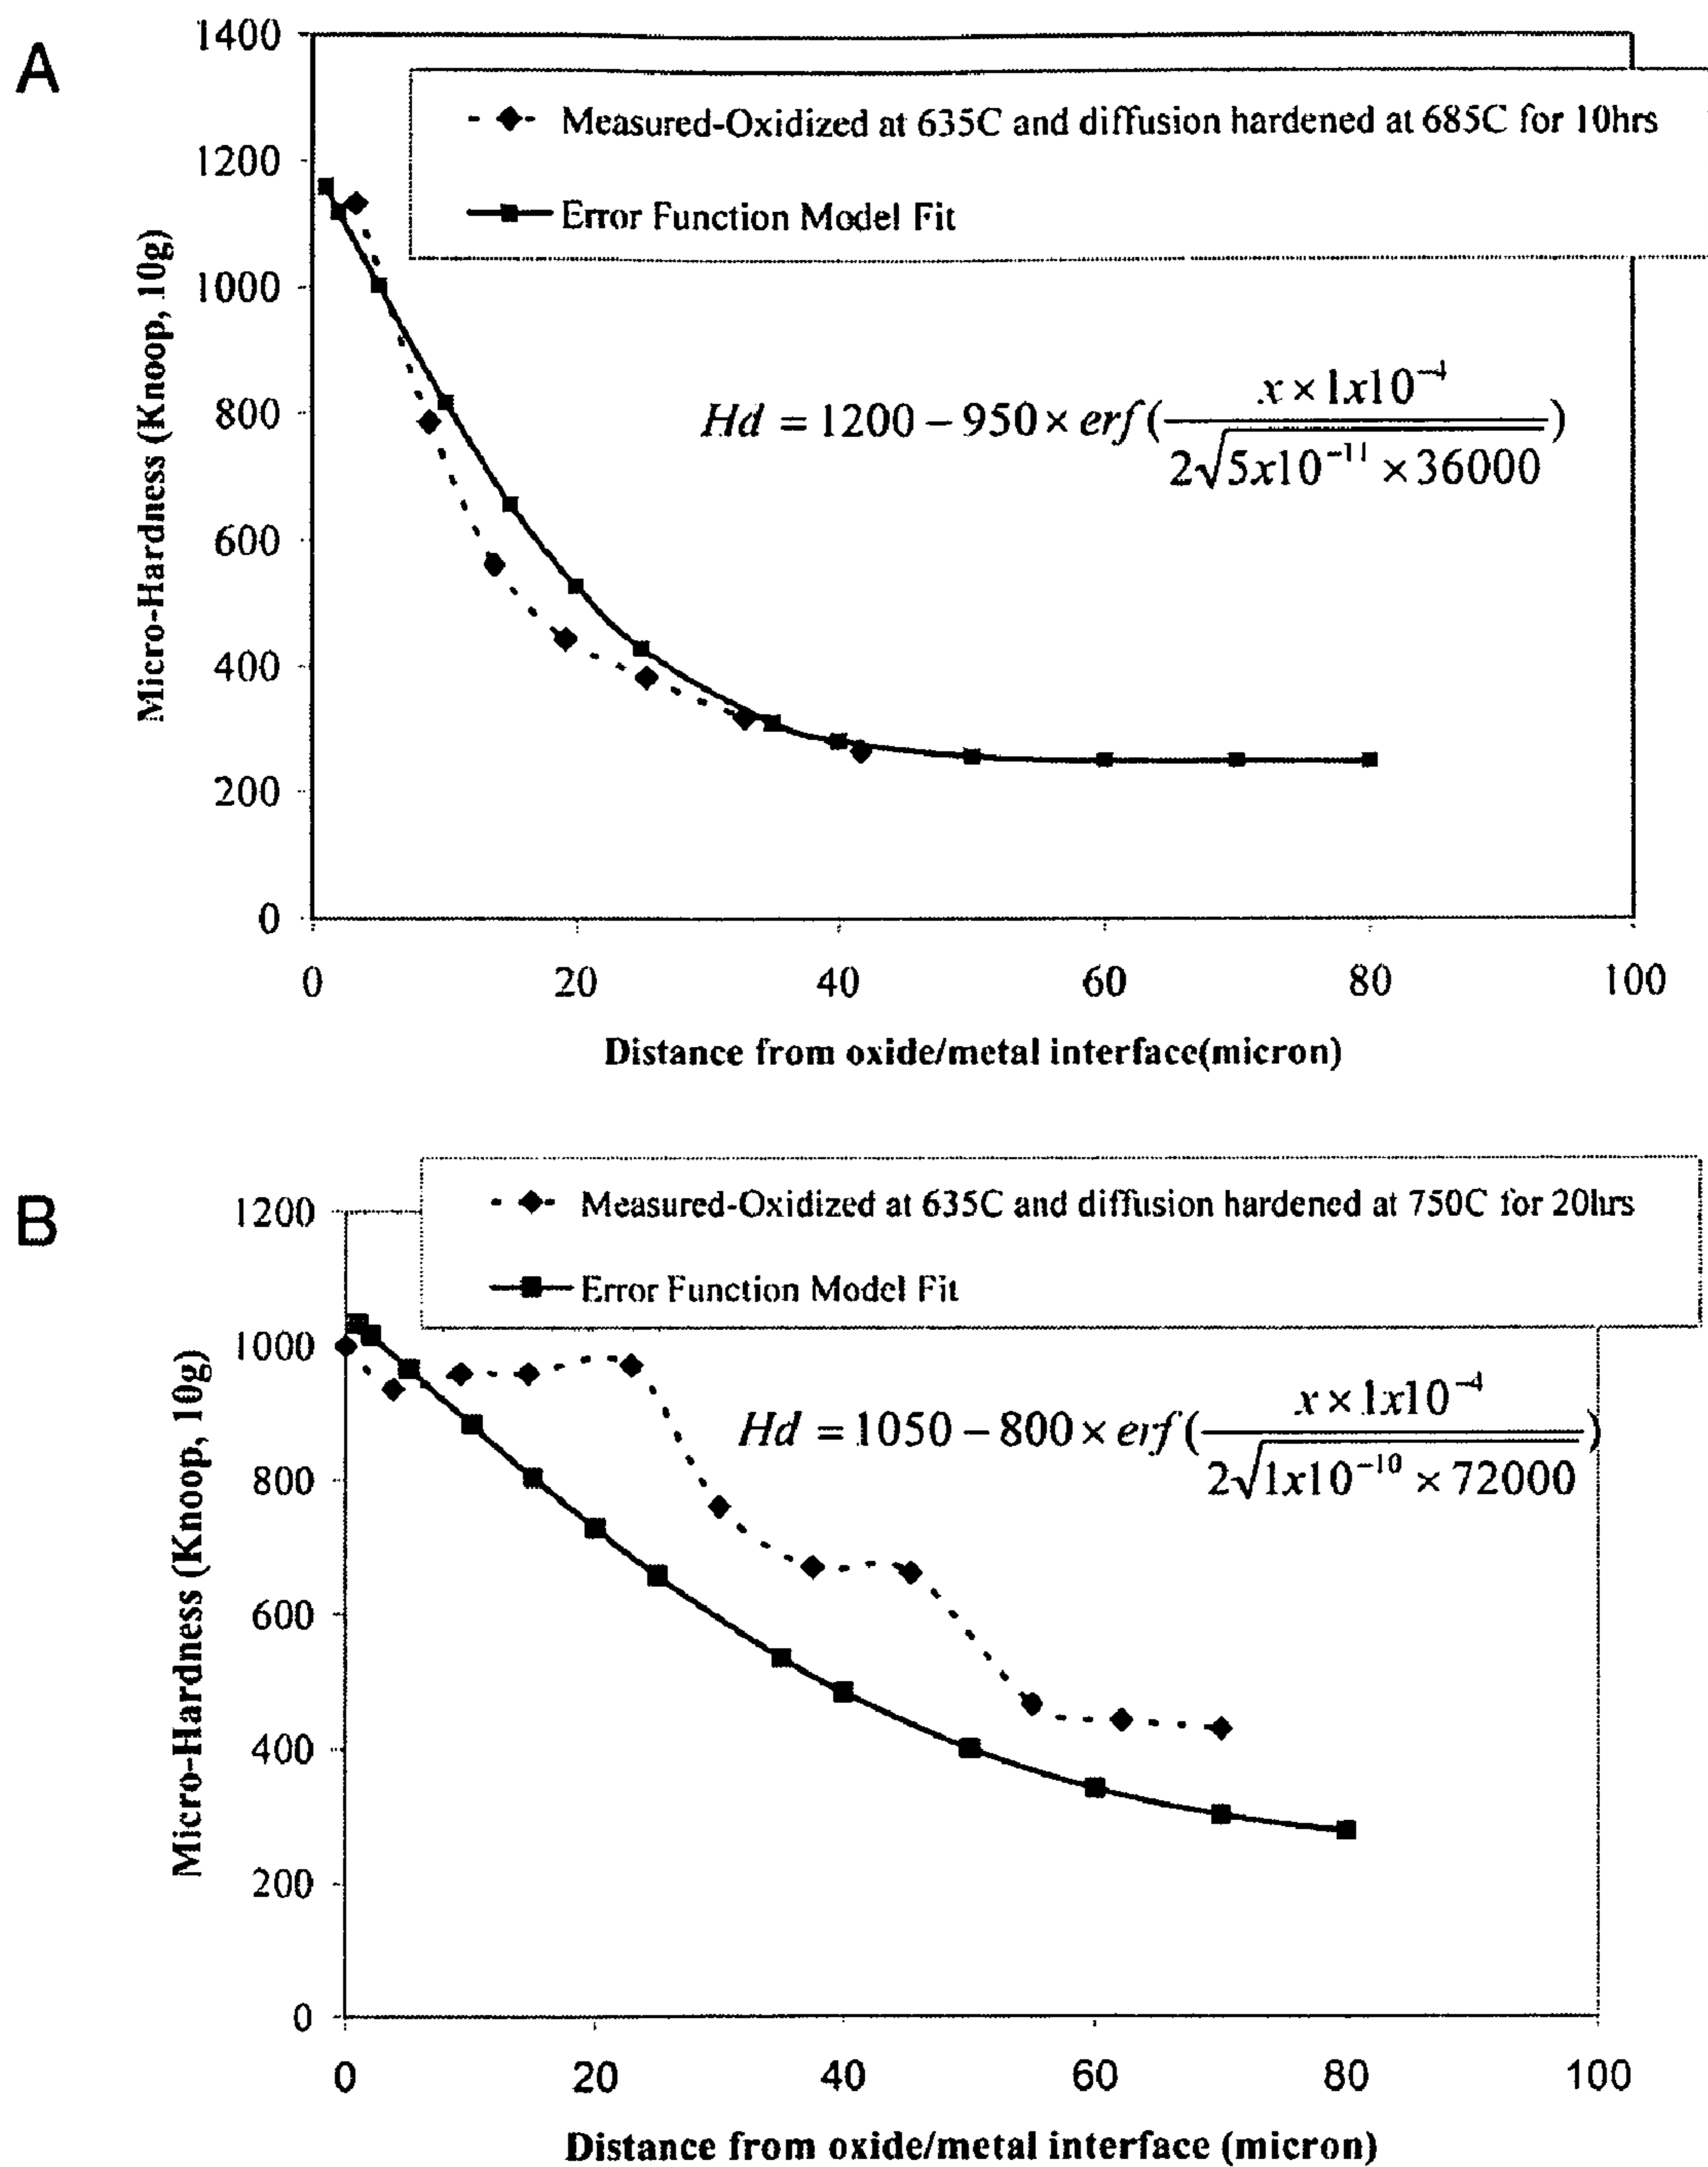 A
1400
1200
1000
800
600
400
200
0
Micro-Hardness (Knoop, 10g)
Measured-Oxidized at 635C and diffusion hardened at 685C for 10hrs
Error Function Model Fit
Hd = 1200 – 950 × erf ( x × 1x10⁻⁴ / 2√5x10⁻¹¹ × 36000 )
0 20 40 60 80 100
Distance from oxide/metal interface(micron)
B
1200
1000
800
600
400
200
0
Micro-Hardness (Knoop, 10g)
Measured-Oxidized at 635C and diffusion hardened at 750C for 20hrs
Error Function Model Fit
Hd = 1050 – 800 × erf ( x × 1x10⁻⁴ / 2√1x10⁻¹⁰ × 72000 )
0 20 40 60 80 100
Distance from oxide/metal interface (micron)